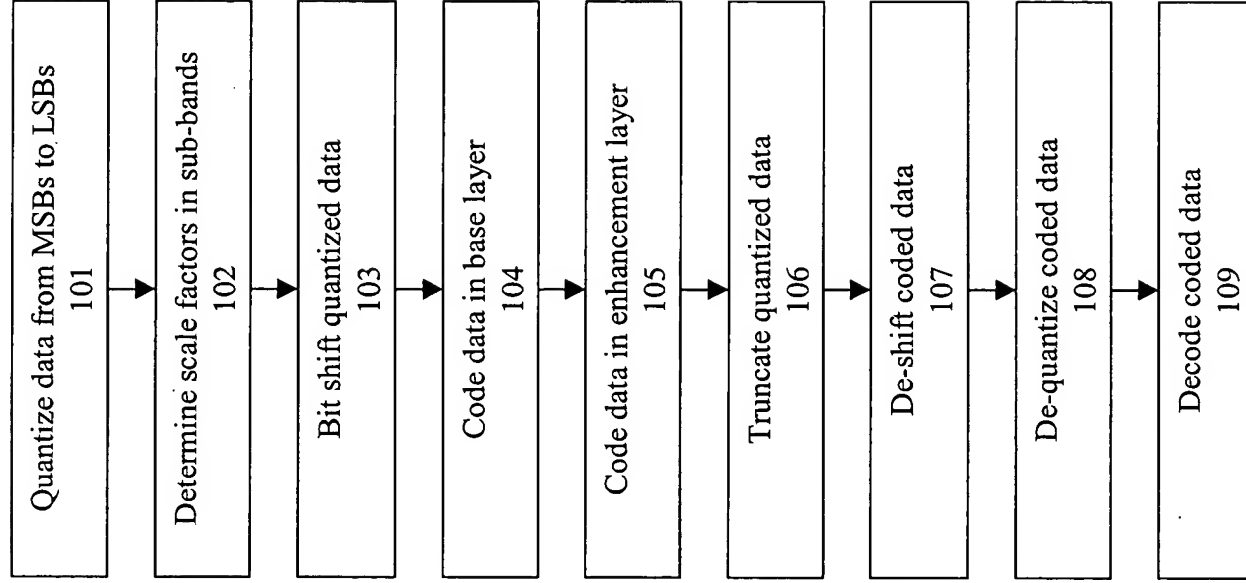 Quantize data from MSBs to LSBs
101
Determine scale factors in sub-bands
102
Bit shift quantized data
103
Code data in base layer
104
Code data in enhancement layer
105
Truncate quantized data
106
De-shift coded data
107
De-quantize coded data
108
Decode coded data
109